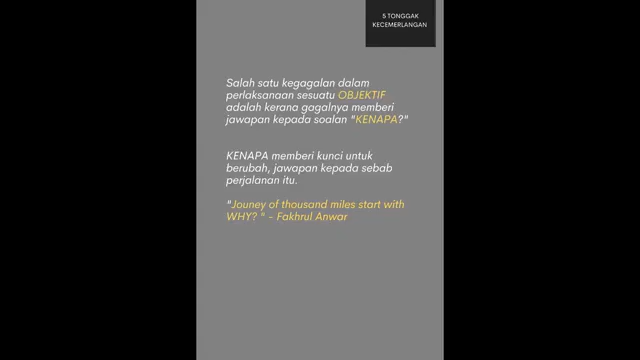 5 TONGGAK
KECEMERLANGAN
Salah satu kegagalan dalam
perlaksanaan sesuatu OBJEKTIF
adalah kerana gagalnya memberi
jawapan kepada soalan "KENAPA?"
KENAPA memberi kunci untuk
berubah, jawapan kepada sebab
perjalanan itu.
"Jouney of thousand miles start with
WHY? " - Fakhrul Anwar